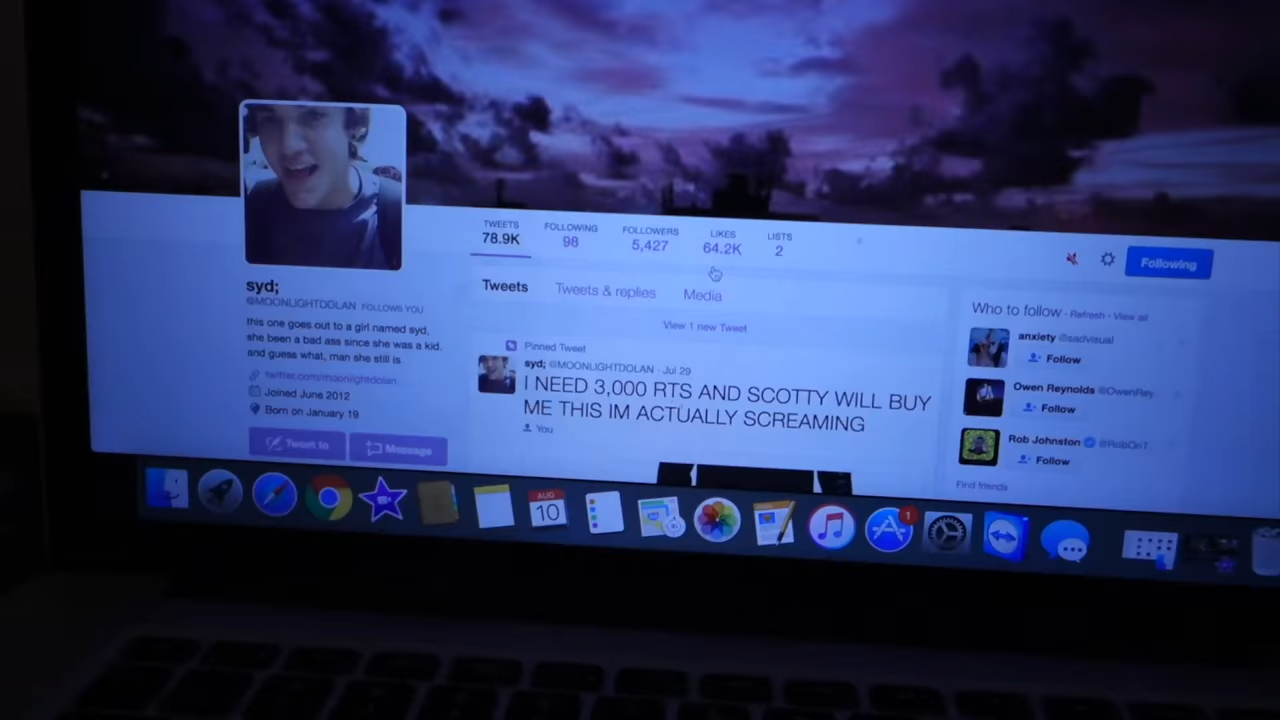 TWEETS
78.9K
FOLLOWING
98
FOLLOWERS
5,427
LIKES
64.2K
LISTS
2
Following
syd;
@MOONLIGHTDOLAN FOLLOWS YOU
this one goes out to a girl named syd,
she been a bad ass since she was a kid.
and guess what, man she still is.
twitter.com/moonlightdolan...
Joined June 2012
Born on January 19
Tweet to
Message
Tweets
Tweets & replies
Media
View 1 new Tweet
Pinned Tweet
syd; @MOONLIGHTDOLAN · Jul 29
I NEED 3,000 RTS AND SCOTTY WILL BUY
ME THIS IM ACTUALLY SCREAMING
You
Who to follow · Refresh · View all
anxiety @sadvisual
Follow
Owen Reynolds @OwenRey...
Follow
Rob Johnston @RobOnT...
Follow
Find friends
AUG
10
1